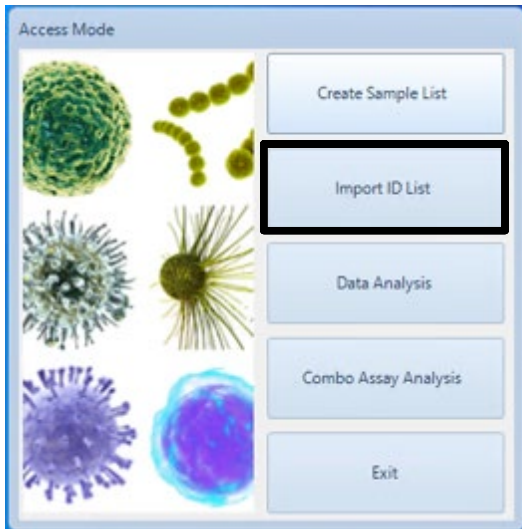 Access Mode
Create Sample List
Import ID List
Data Analysis
Combo Assay Analysis
Exit